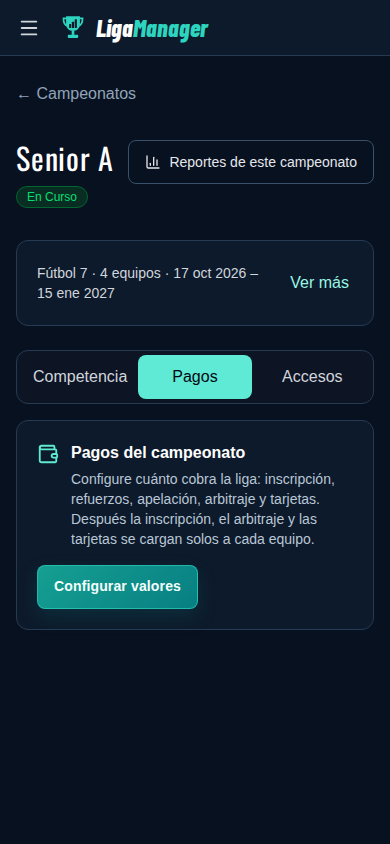 LigaManager
← Campeonatos
Senior A
Reportes de este campeonato
En Curso
Fútbol 7 · 4 equipos · 17 oct 2026 –
15 ene 2027
Ver más
Competencia
Pagos
Accesos
Pagos del campeonato
Configure cuánto cobra la liga: inscripción,
refuerzos, apelación, arbitraje y tarjetas.
Después la inscripción, el arbitraje y las
tarjetas se cargan solos a cada equipo.
Configurar valores